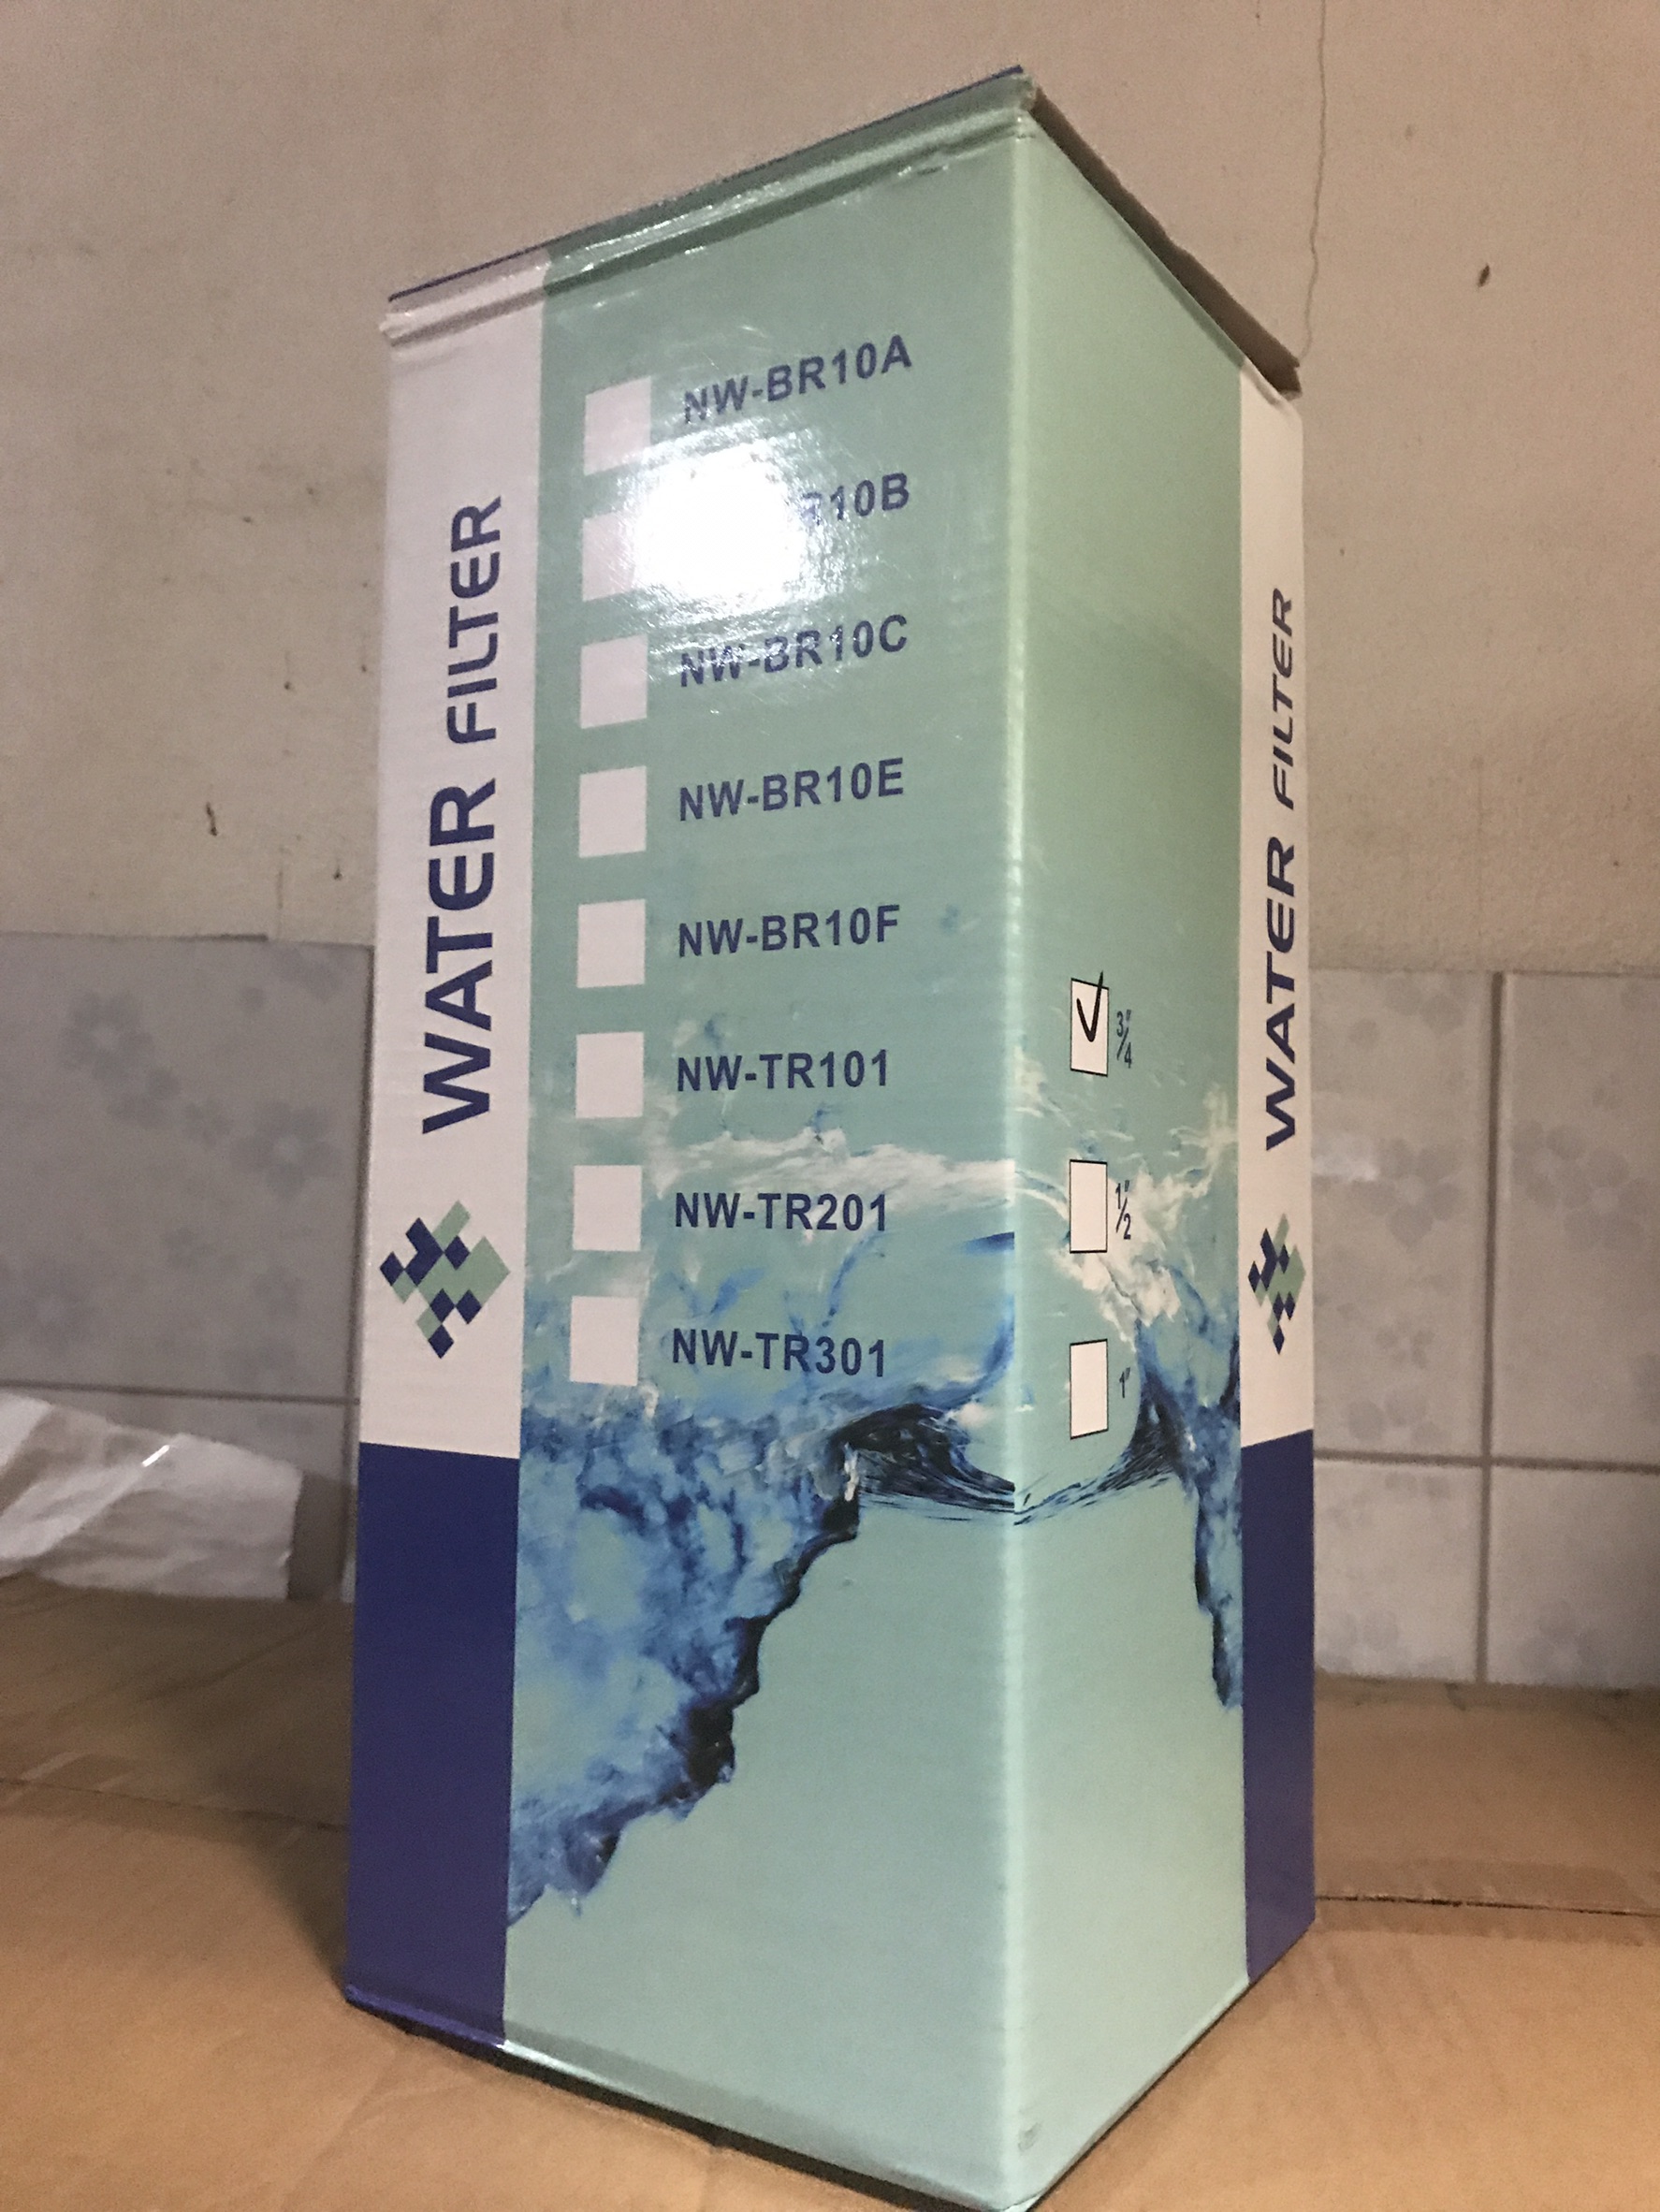 WATER FILTER
NW-BR10A
R10B
NW-BR10C
NW-BR10E
NW-BR10F
NW-TR101
NW-TR201
NW-TR301
3/4"
1/2"
1"
WATER FILTER